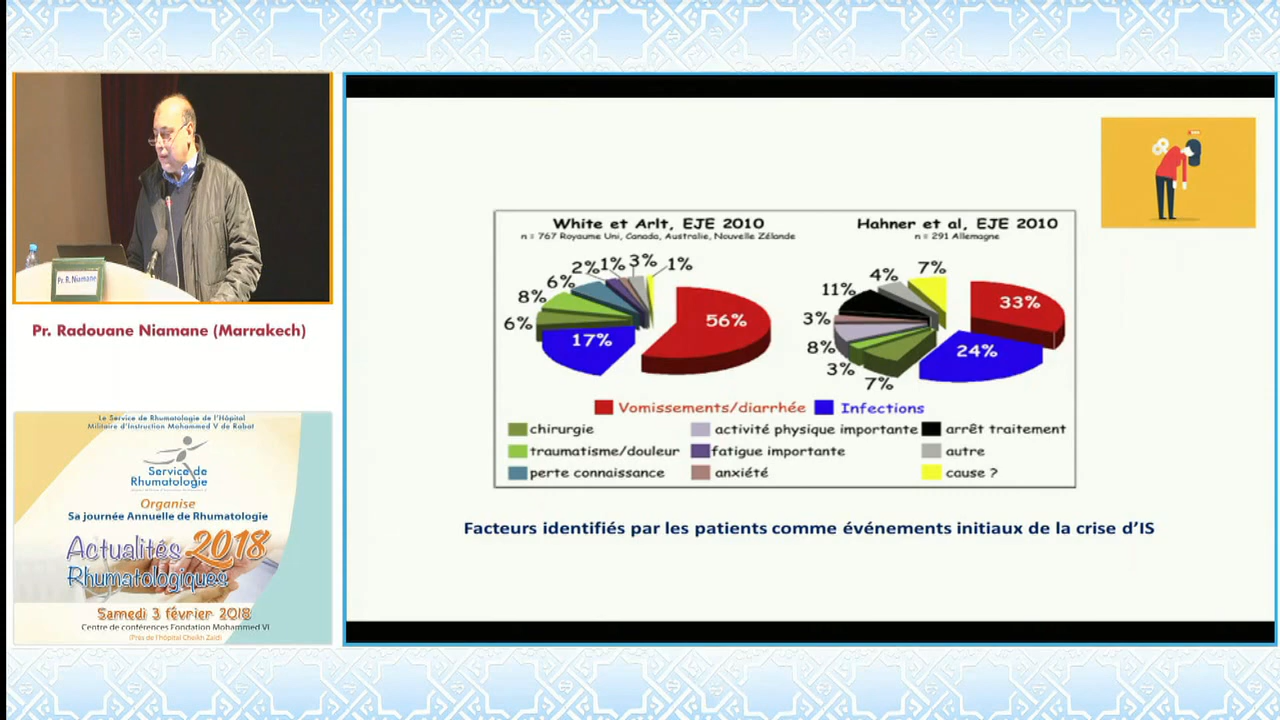 Pr. R. Niamane
Pr. Radouane Niamane (Marrakech)
Le Service de Rhumatologie de l'Hôpital
Militaire d'Instruction Mohammed V de Rabat
Service de
Rhumatologie
Organise
Sa journée Annuelle de Rhumatologie
Actualités 2018
Rhumatologiques
Samedi 3 février 2018
Centre de conférences Fondation Mohammed VI
(Près de l'hôpital Cheikh Zaid)
White et Arlt, EJE 2010
n = 767 Royaume Uni, Canada, Australie, Nouvelle Zélande
56%
17%
6%
8%
6%
2%
1%
3%
1%
Hahner et al, EJE 2010
n = 291 Allemagne
33%
24%
7%
3%
8%
3%
11%
4%
7%
Vomissements/diarrhée
Infections
chirurgie
activité physique importante
arrêt traitement
traumatisme/douleur
fatigue importante
autre
perte connaissance
anxiété
cause ?
Facteurs identifiés par les patients comme événements initiaux de la crise d'IS